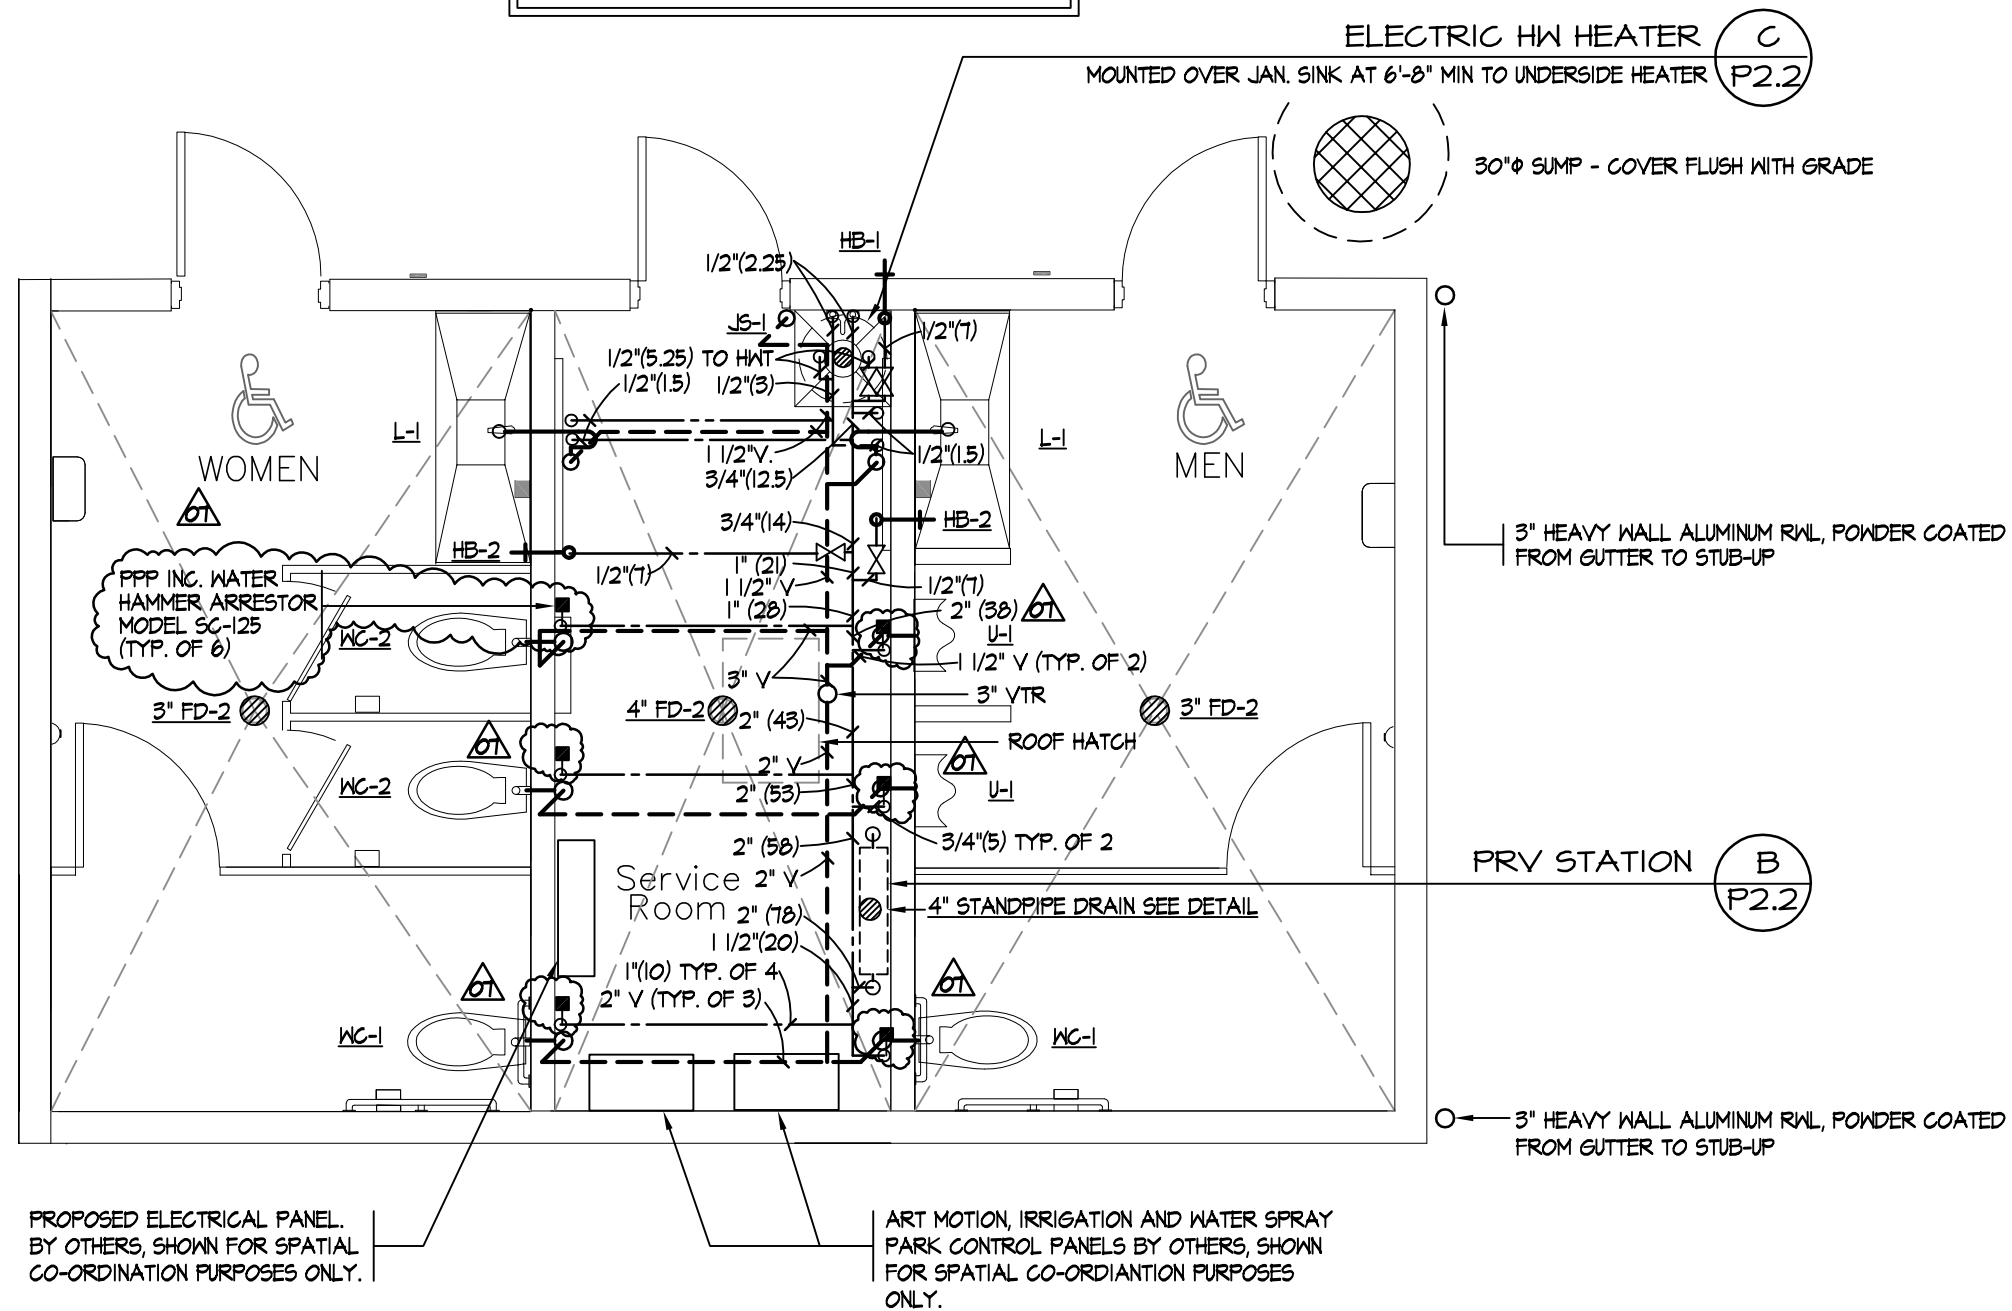 ELECTRIC HW HEATER
C
MOUNTED OVER JAN. SINK AT 6'-8" MIN TO UNDERSIDE HEATER
P2.2
30"Φ SUMP - COVER FLUSH WITH GRADE
HB-1
1/2"(2.25)
JS-1
1/2"(7)
1/2"(5.25) TO HWT
1/2"(1.5)
1/2"(3)
L-1
L-1
1 1/2"V.
1/2"(1.5)
WOMEN
MEN
3/4"(12.5)
07
3/4"(14)
HB-2
3" HEAVY WALL ALUMINUM RWL, POWDER COATED
FROM GUTTER TO STUB-UP
HB-2
1" (21)
1/2"(7)
1 1/2" V
1/2"(7)
PPP INC. WATER
HAMMER ARRESTOR
MODEL SC-125
(TYP. OF 6)
1" (28)
2" (38)
07
WC-2
U-1
1 1/2" V (TYP. OF 2)
3" V
3" VTR
3" FD-2
4" FD-2
3" FD-2
2" (43)
07
ROOF HATCH
07
2" V
WC-2
2" (53)
U-1
3/4"(5) TYP. OF 2
2" (58)
PRV STATION
B
P2.2
Service
Room
2" V
4" STANDPIPE DRAIN SEE DETAIL
2" (78)
1 1/2"(20)
1"(10) TYP. OF 4
07
07
2" V (TYP. OF 3)
WC-1
WC-1
3" HEAVY WALL ALUMINUM RWL, POWDER COATED
FROM GUTTER TO STUB-UP
PROPOSED ELECTRICAL PANEL.
BY OTHERS, SHOWN FOR SPATIAL
CO-ORDINATION PURPOSES ONLY.
ART MOTION, IRRIGATION AND WATER SPRAY
PARK CONTROL PANELS BY OTHERS, SHOWN
FOR SPATIAL CO-ORDIANTION PURPOSES
ONLY.